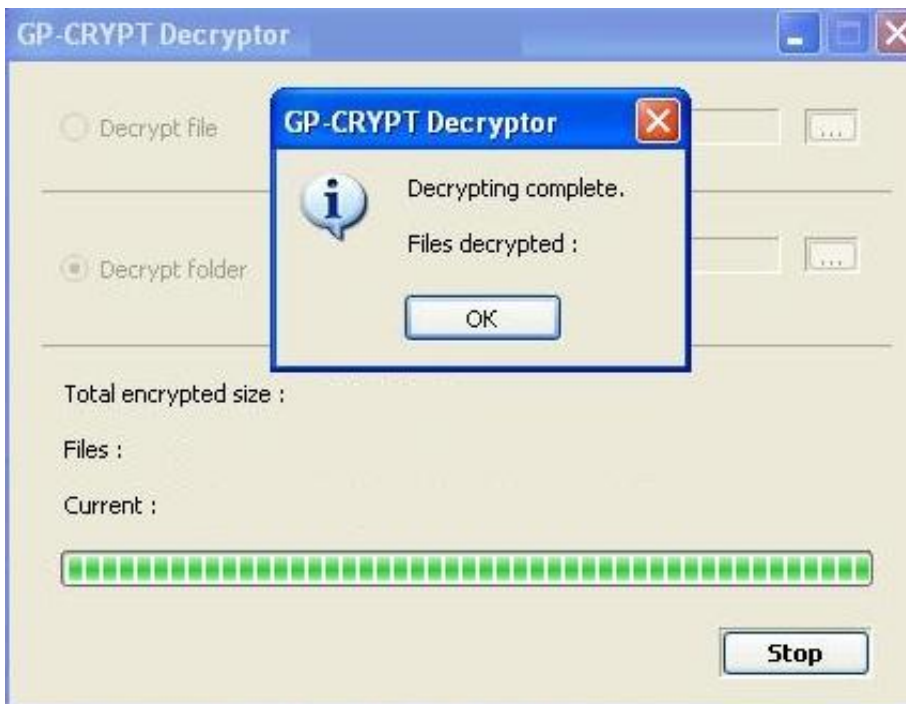 GP-CRYPT Decryptor
Decrypt file
...
GP-CRYPT Decryptor
Decrypting complete.
Files decrypted :
OK
Decrypt folder
...
Total encrypted size :
Files :
Current :
Stop